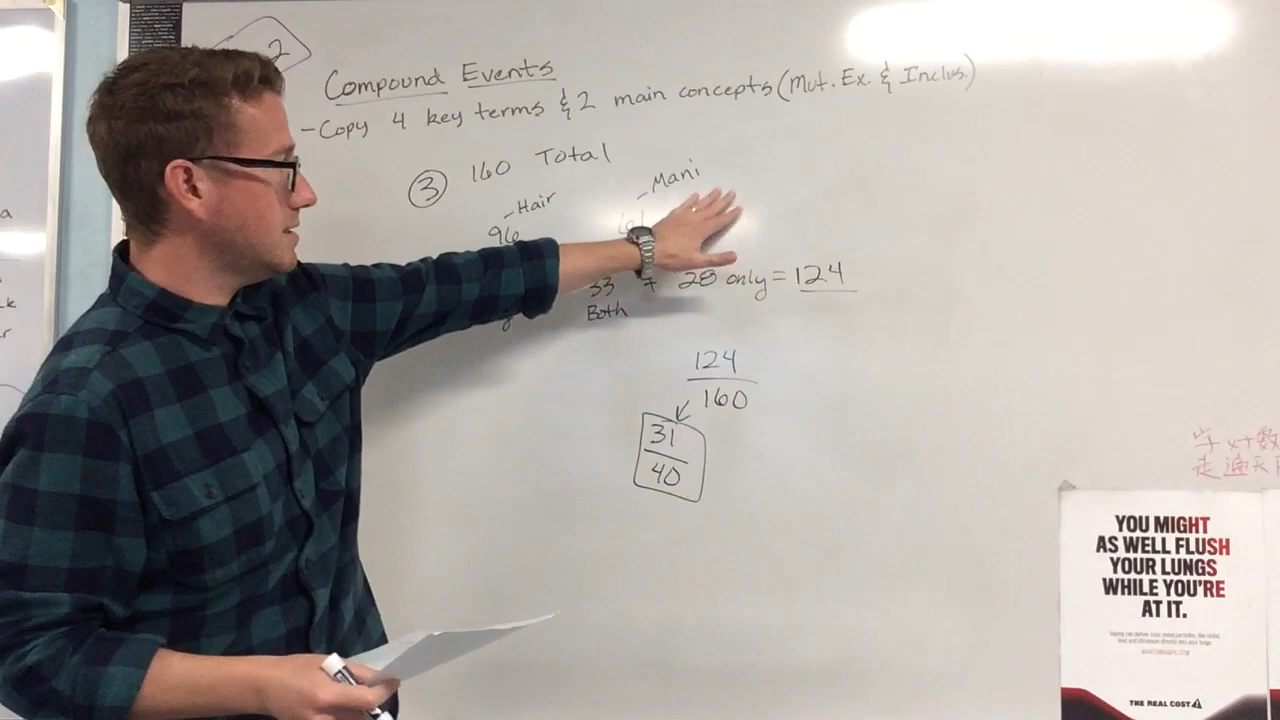 2
Compound Events
- Copy 4 key terms & 2 main concepts (Mut. Ex. & Inclus.)
③ 160 Total
- Hair - Mani
96 61
33 + 28 only = 124
Both
124
160
31
40
YOU MIGHT
AS WELL FLUSH
YOUR LUNGS
WHILE YOU'RE
AT IT.
THE REAL COST